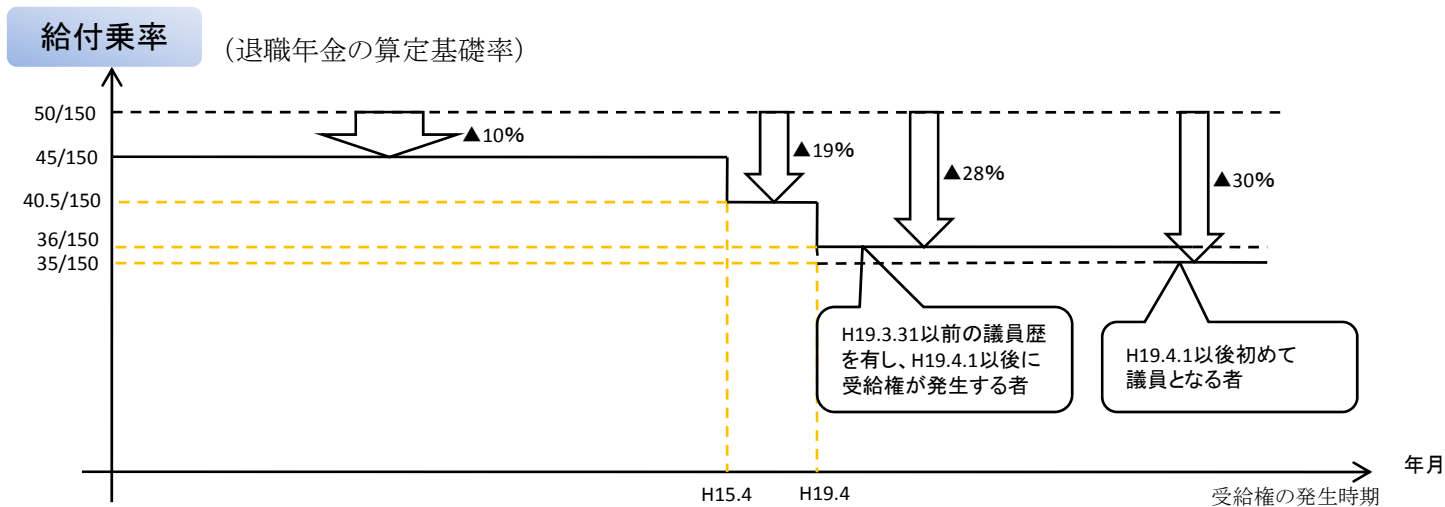 給付乗率
（退職年金の算定基礎率）
50/150
▲10%
▲19%
45/150
▲28%
▲30%
40.5/150
36/150
35/150
H19.3.31以前の議員歴
を有し、H19.4.1以後に
受給権が発生する者
H19.4.1以後初めて
議員となる者
年月
H15.4
H19.4
受給権の発生時期